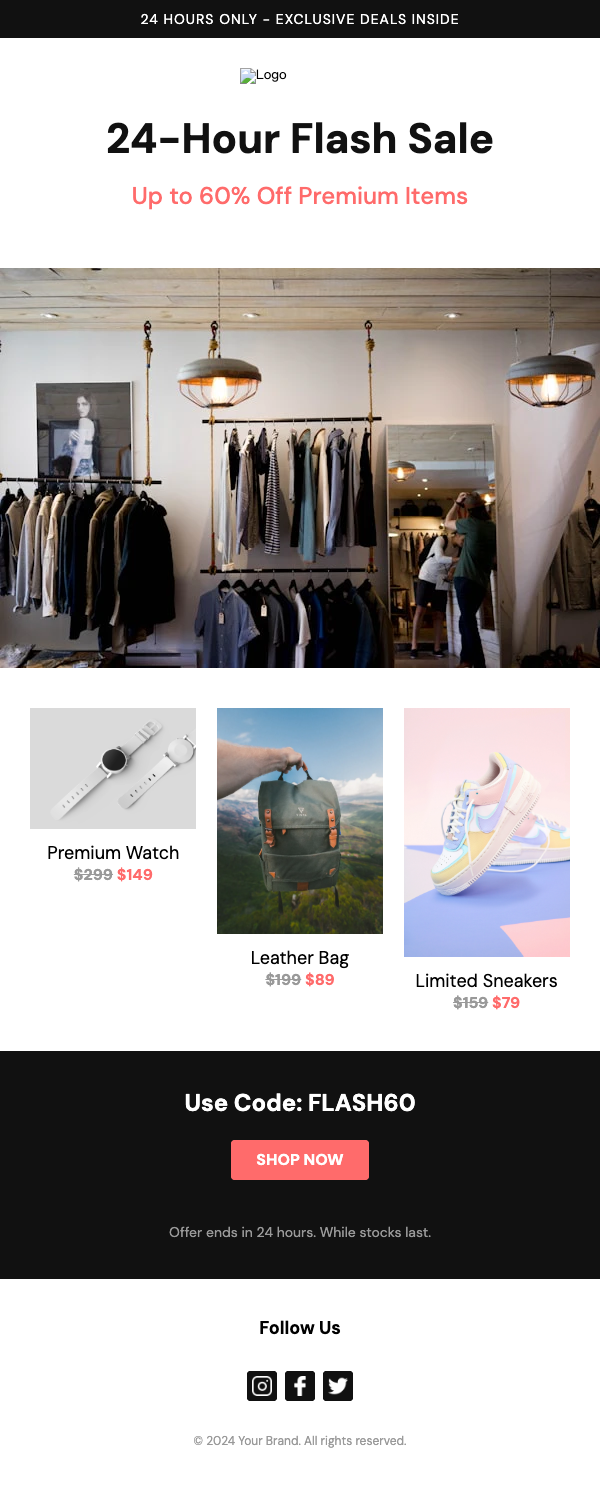 24 HOURS ONLY - EXCLUSIVE DEALS INSIDE
Logo
24-Hour Flash Sale
Up to 60% Off Premium Items
Premium Watch
$299 $149
Leather Bag
$199 $89
Limited Sneakers
$159 $79
Use Code: FLASH60
SHOP NOW
Offer ends in 24 hours. While stocks last.
Follow Us
© 2024 Your Brand. All rights reserved.